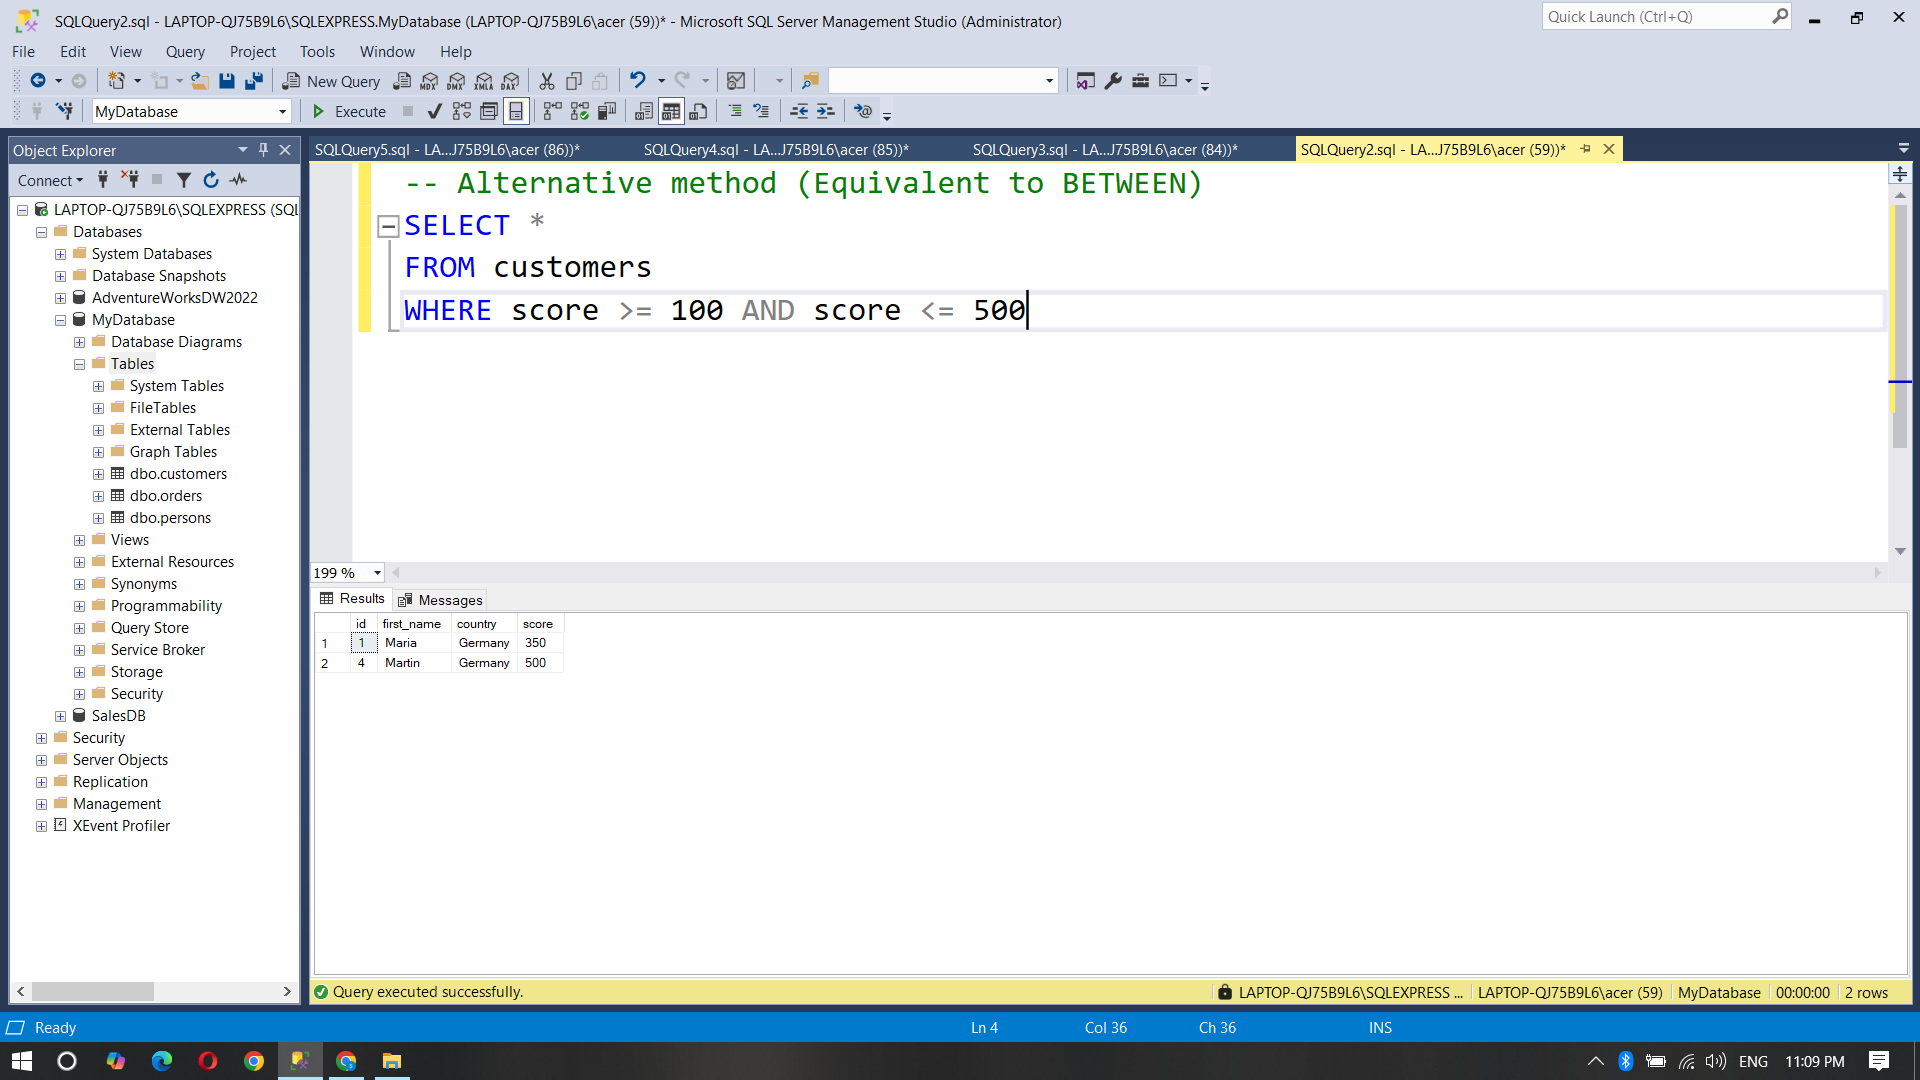 SQLQuery2.sql - LAPTOP-QJ75B9L6\SQLEXPRESS.MyDatabase (LAPTOP-QJ75B9L6\acer (59))* - Microsoft SQL Server Management Studio (Administrator)
Quick Launch (Ctrl+Q)
File Edit View Query Project Tools Window Help
New Query
MDX DMX XMLA DAX
MyDatabase
Execute
Object Explorer
SQLQuery5.sql - LA...J75B9L6\acer (86))*
SQLQuery4.sql - LA...J75B9L6\acer (85))*
SQLQuery3.sql - LA...J75B9L6\acer (84))*
SQLQuery2.sql - LA...J75B9L6\acer (59))*
Connect
LAPTOP-QJ75B9L6\SQLEXPRESS (SQL
Databases
System Databases
Database Snapshots
AdventureWorksDW2022
MyDatabase
Database Diagrams
Tables
System Tables
FileTables
External Tables
Graph Tables
dbo.customers
dbo.orders
dbo.persons
Views
External Resources
Synonyms
Programmability
Query Store
Service Broker
Storage
Security
SalesDB
Security
Server Objects
Replication
Management
XEvent Profiler
-- Alternative method (Equivalent to BETWEEN)
SELECT *
FROM customers
WHERE score >= 100 AND score <= 500
199 %
Results Messages
id first_name country score
1 1 Maria Germany 350
2 4 Martin Germany 500
Query executed successfully.
LAPTOP-QJ75B9L6\SQLEXPRESS ... LAPTOP-QJ75B9L6\acer (59) MyDatabase 00:00:00 2 rows
Ready Ln 4 Col 36 Ch 36 INS
ENG 11:09 PM